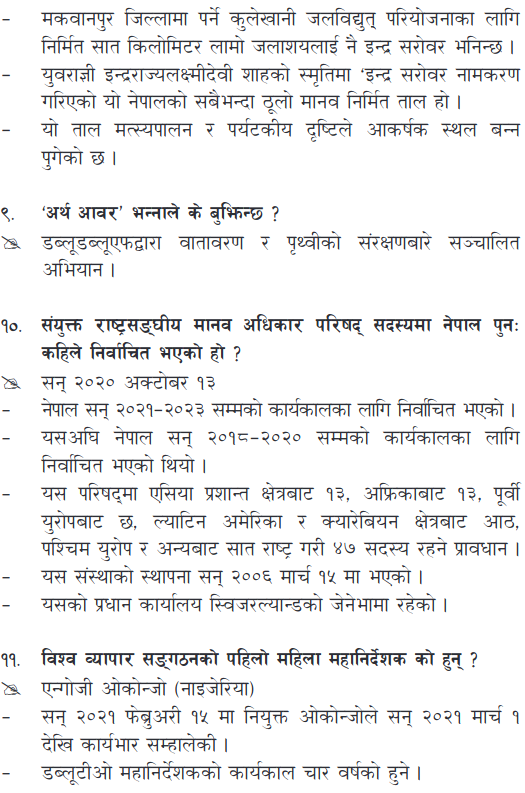 – मकवानपुर जिल्लामा पर्ने कुलेखानी जलविद्युत् परियोजनाका लागि
निर्मित सात किलोमिटर लामो जलाशयलाई नै इन्द्र सरोवर भनिन्छ ।
– युवराज्ञी इन्द्रराज्यलक्ष्मीदेवी शाहको स्मृतिमा ‘इन्द्र सरोवर नामकरण
गरिएको यो नेपालको सबैभन्दा ठूलो मानव निर्मित ताल हो ।
– यो ताल मत्स्यपालन र पर्यटकीय दृष्टिले आकर्षक स्थल बन्न
पुगेको छ ।
९. ‘अर्थ आवर’ भन्नाले के बुझिन्छ ?
डब्लूडब्लूएफद्वारा वातावरण र पृथ्वीको संरक्षणबारे सञ्चालित
अभियान ।
१०. संयुक्त राष्ट्रसङ्घीय मानव अधिकार परिषद् सदस्यमा नेपाल पुनः
कहिले निर्वाचित भएको हो ?
सन् २०२० अक्टोबर १३
– नेपाल सन् २०२१–२०२३ सम्मको कार्यकालका लागि निर्वाचित भएको ।
– यसअघि नेपाल सन् २०१८–२०२० सम्मको कार्यकालका लागि
निर्वाचित भएको थियो ।
– यस परिषद्मा एसिया प्रशान्त क्षेत्रबाट १३, अफ्रिकाबाट १३, पूर्वी
युरोपबाट छ, ल्याटिन अमेरिका र क्यारेबियन क्षेत्रबाट आठ,
पश्चिम युरोप र अन्यबाट सात राष्ट्र गरी ४७ सदस्य रहने प्रावधान ।
– यस संस्थाको स्थापना सन् २००६ मार्च १५ मा भएको ।
– यसको प्रधान कार्यालय स्विजरल्यान्डको जेनेभामा रहेको ।
११. विश्व व्यापार सङ्गठनको पहिलो महिला महानिर्देशक को हुन् ?
एन्गोजी ओकोन्जो (नाइजेरिया)
– सन् २०२१ फेब्रुअरी १५ मा नियुक्त ओकोन्जोले सन् २०२१ मार्च १
देखि कार्यभार सम्हालेकी ।
– डब्लूटीओ महानिर्देशकको कार्यकाल चार वर्षको हुने ।